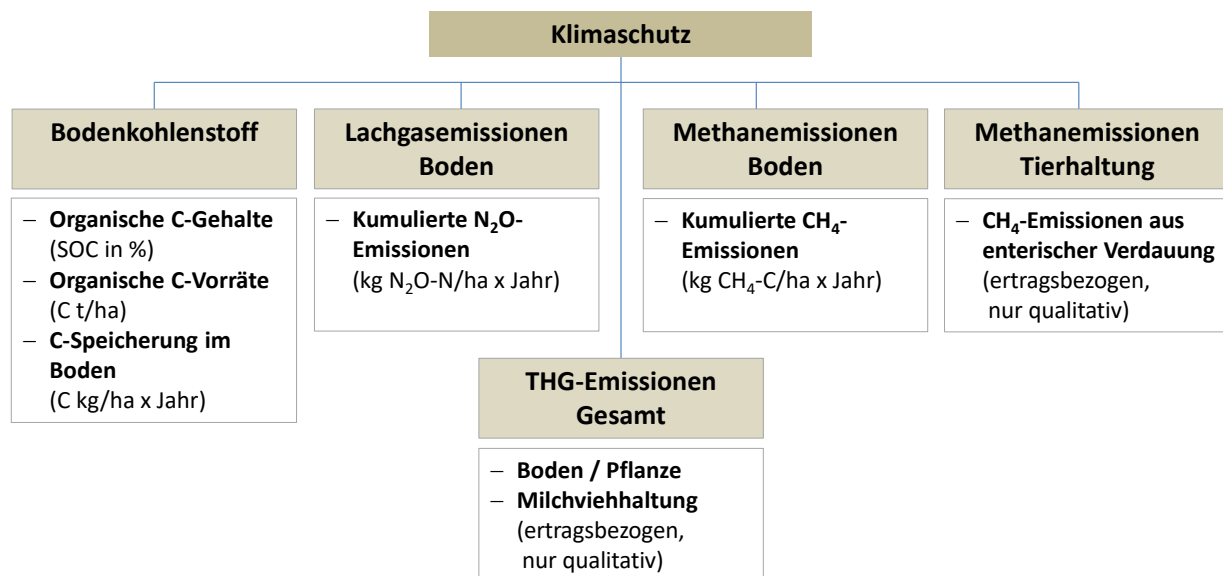 Klimaschutz
Bodenkohlenstoff
– Organische C-Gehalte
(SOC in %)
– Organische C-Vorräte
(C t/ha)
– C-Speicherung im
Boden
(C kg/ha x Jahr)
Lachgasemissionen
Boden
– Kumulierte N₂O-
Emissionen
(kg N₂O-N/ha x Jahr)
Methanemissionen
Boden
– Kumulierte CH₄-
Emissionen
(kg CH₄-C/ha x Jahr)
Methanemissionen
Tierhaltung
– CH₄-Emissionen aus
enterischer Verdauung
(ertragsbezogen,
nur qualitativ)
THG-Emissionen
Gesamt
– Boden / Pflanze
– Milchviehhaltung
(ertragsbezogen,
nur qualitativ)